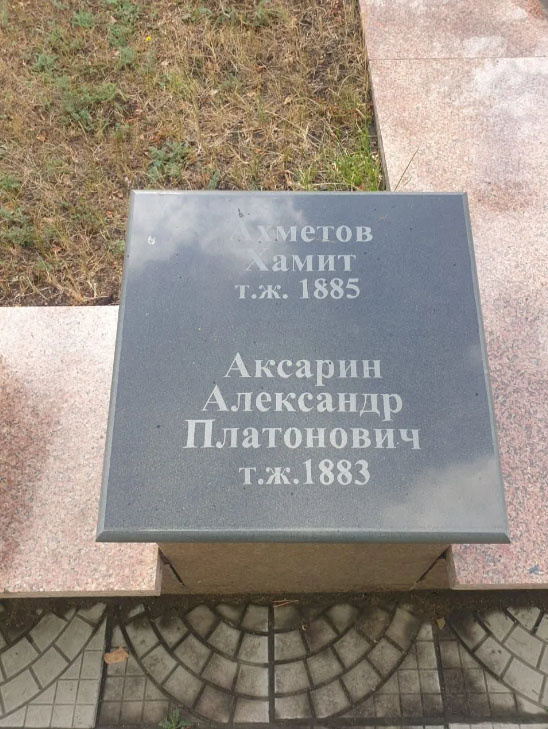 Ахметов
Хамит
т.ж. 1885
Аксарин
Александр
Платонович
т.ж.1883